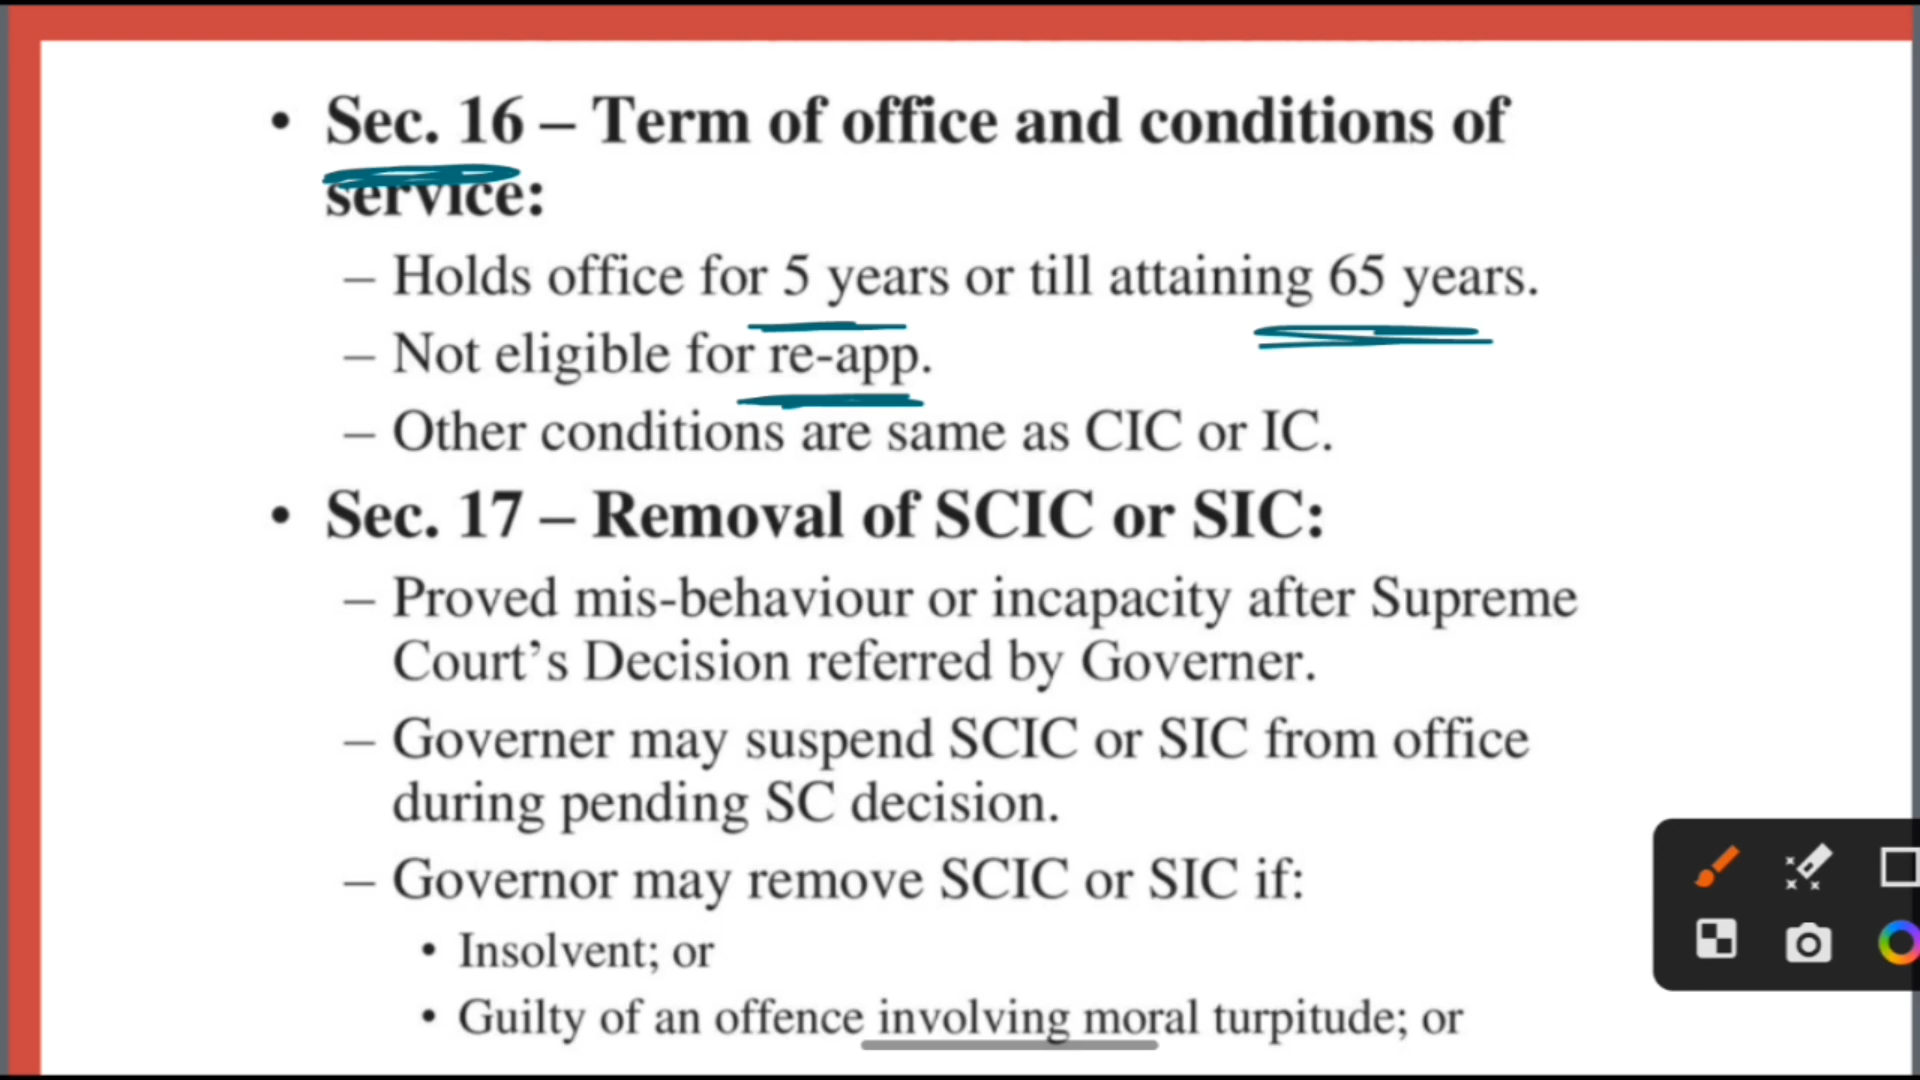 • Sec. 16 – Term of office and conditions of
service:
– Holds office for 5 years or till attaining 65 years.
– Not eligible for re-app.
– Other conditions are same as CIC or IC.
• Sec. 17 – Removal of SCIC or SIC:
– Proved mis-behaviour or incapacity after Supreme
Court’s Decision referred by Governer.
– Governer may suspend SCIC or SIC from office
during pending SC decision.
– Governor may remove SCIC or SIC if:
• Insolvent; or
• Guilty of an offence involving moral turpitude; or